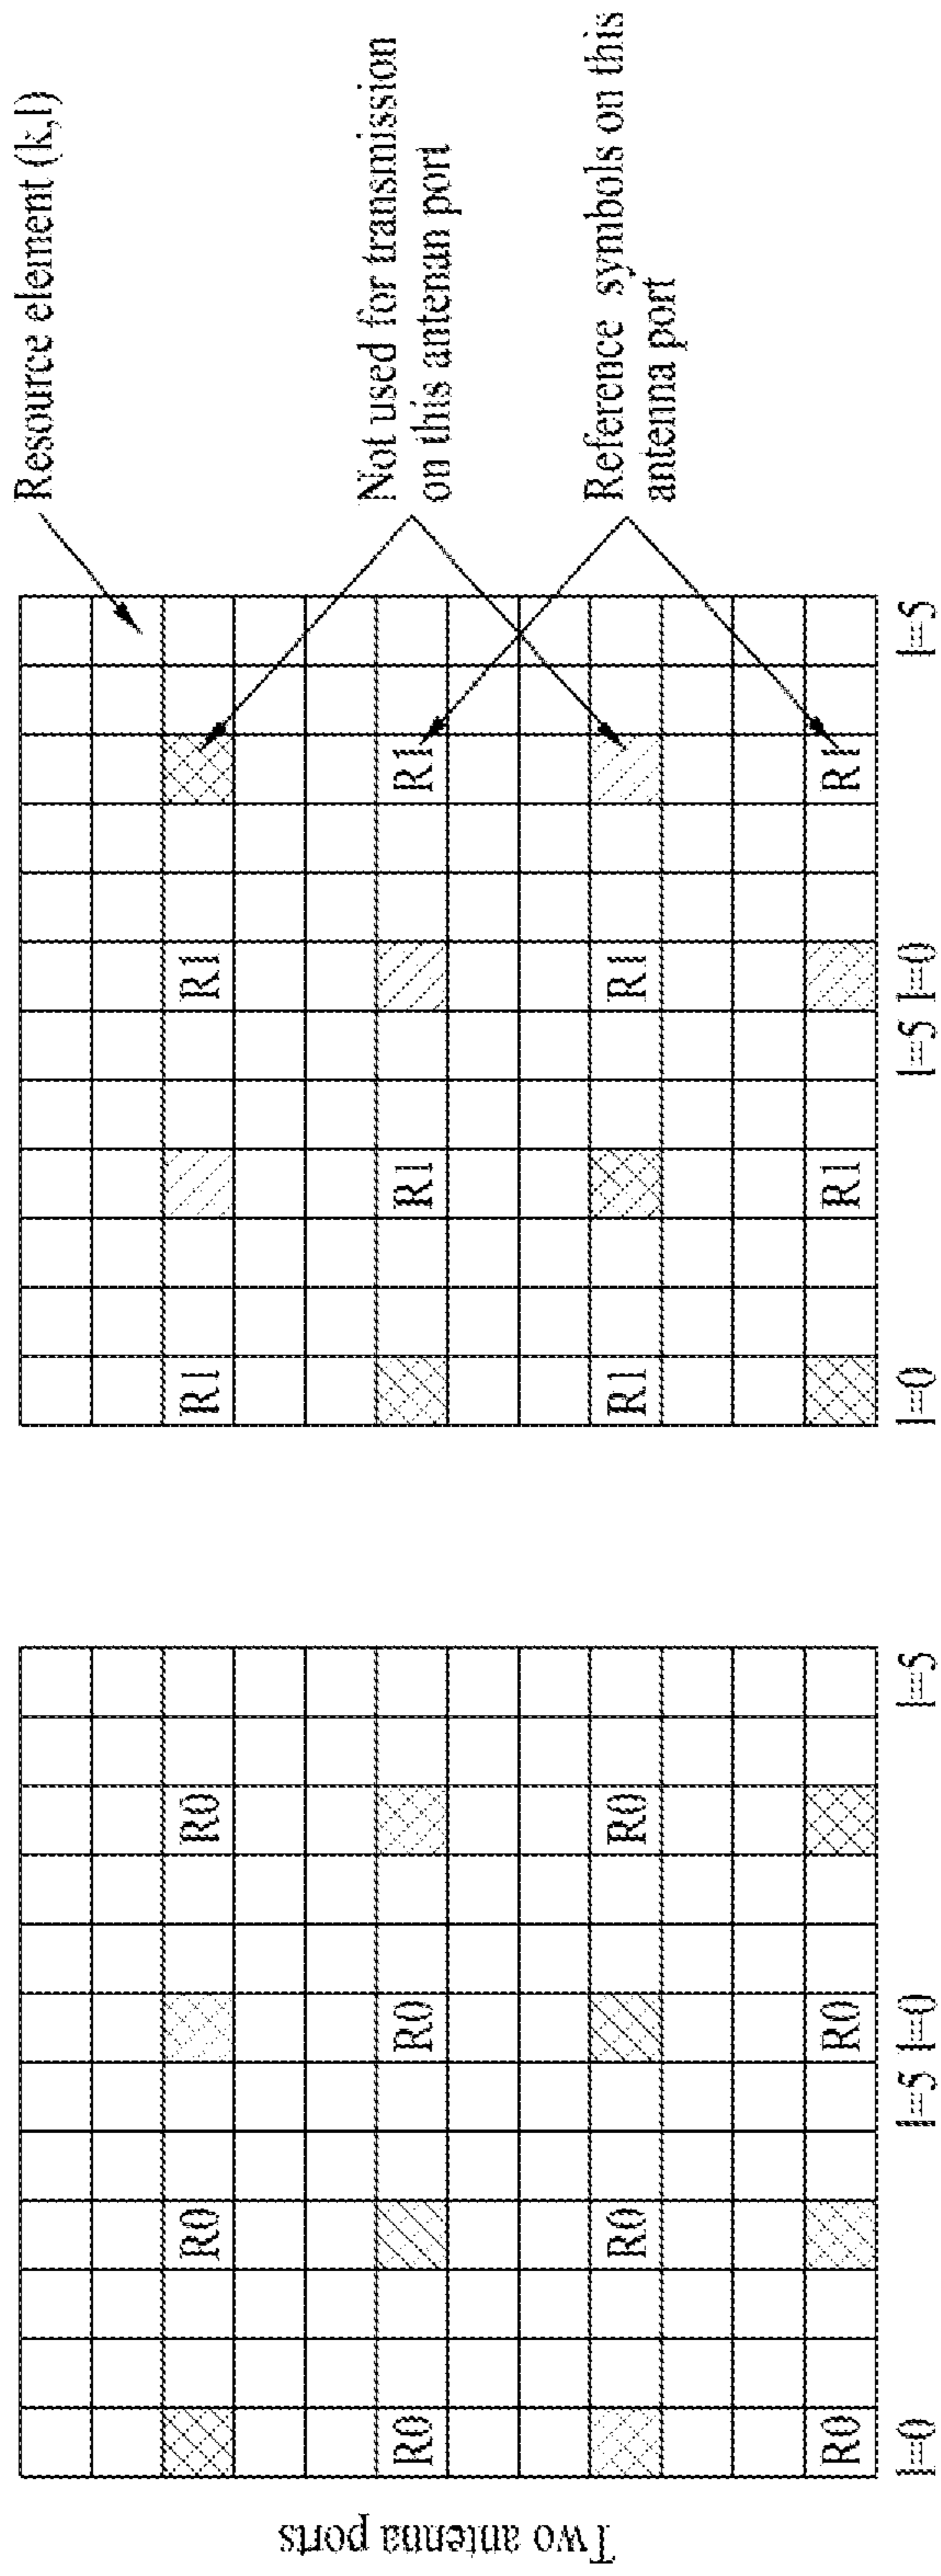 Two antenna ports
R0 R0 R1 R1
R0 R0 R1 R1
R0 R0 R1 R1
R0 R0 R1 R1
l=0 l=5 l=0 l=5
l=0 l=5 l=0 l=5
Resource element (k,l)
Not used for transmission
on this antenan port
Reference symbols on this
antenna port